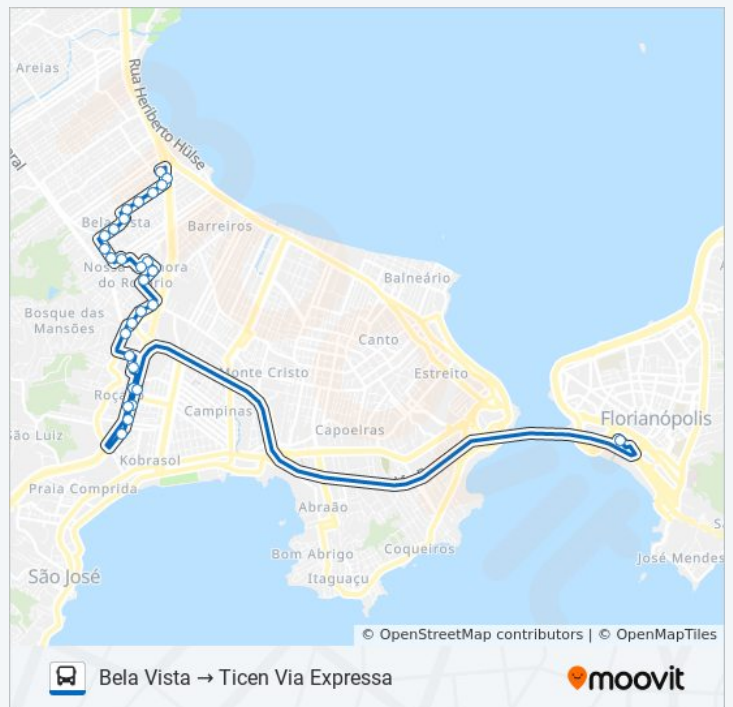 Areias
Rua Heriberto Hülse
eral
Bela Vista
Barreiros
Nossa Senhora
do Rosário
Balneário
Bosque das
Mansões
Canto
Monte Cristo
Estreito
Roçado
Campinas
Florianópolis
São Luiz
Capoeiras
Kobrasol
Praia Comprida
Abraão
Coqueiros
Bom Abrigo
José Mendes
São José
Itaguaçu
© OpenStreetMap contributors | © OpenMapTiles
Bela Vista → Ticen Via Expressa
moovit